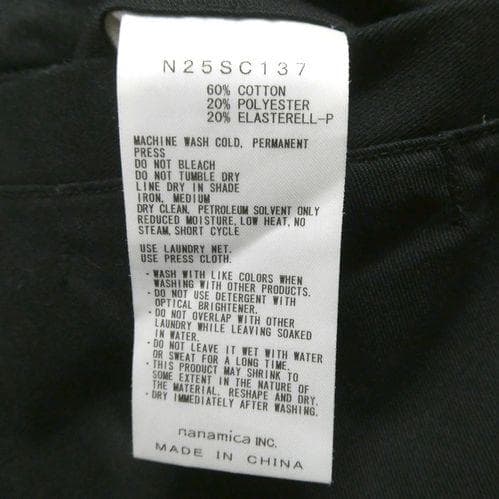 N25SC137
60% COTTON
20% POLYESTER
20% ELASTERELL-P
MACHINE WASH COLD, PERMANENT
PRESS
DO NOT BLEACH
DO NOT TUMBLE DRY
LINE DRY IN SHADE
IRON, MEDIUM
DRY CLEAN, PETROLEUM SOLVENT ONLY
REDUCED MOISTURE, LOW HEAT, NO
STEAM, SHORT CYCLE
USE LAUNDRY NET.
USE PRESS CLOTH.
・WASH WITH LIKE COLORS WHEN
WASHING WITH OTHER PRODUCTS.
・DO NOT USE DETERGENT WITH
OPTICAL BRIGHTENER.
・DO NOT OVERLAP WITH OTHER
LAUNDRY WHILE LEAVING SOAKED
IN WATER.
・DO NOT LEAVE IT WET WITH WATER
OR SWEAT FOR A LONG TIME.
・THIS PRODUCT MAY SHRINK TO
SOME EXTENT IN THE NATURE OF
THE MATERIAL. RESHAPE AND DRY.
・DRY IMMEDIATELY AFTER WASHING.
nanamica INC.
MADE IN CHINA